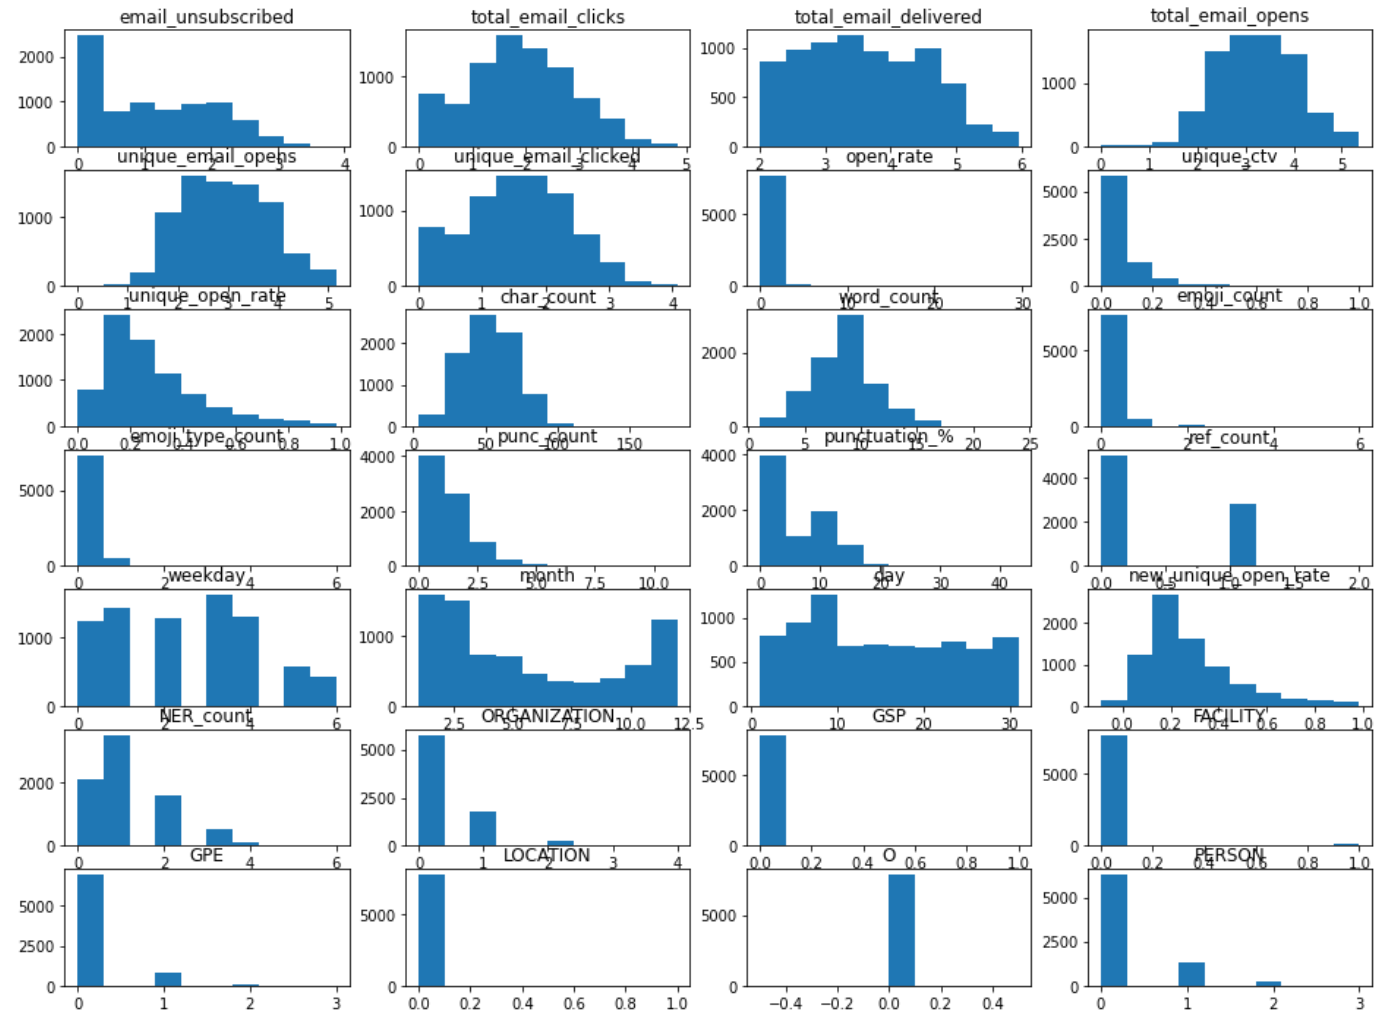 email_unsubscribed total_email_clicks total_email_delivered total_email_opens
2000 1000 0 1000 0 1000 500 0 1000 0
0 1 2 3 4 0 1 2 3 4 5 2 3 4 5 6 0 1 2 3 4 5
unique_email_opens unique_email_clicked open_rate unique_ctv
1000 0 1000 0 5000 0 5000 2500 0
0 1 2 3 4 5 0 1 2 3 4 0 10 20 30 0.0 0.2 0.4 0.6 0.8 1.0
unique_open_rate char_count word_count emoji_count
2000 1000 0 2000 1000 0 2000 0 5000 0
0.0 0.2 0.4 0.6 0.8 1.0 0 50 100 150 0 5 10 15 20 25 0 2 4 6
emoji_type_count punc_count punctuation_% ref_count
5000 0 4000 2000 0 4000 2000 0 4000 2000 0
0 2 4 6 0.0 2.5 5.0 7.5 10.0 0 10 20 30 40 0.0 0.5 1.0 1.5 2.0
weekday month day new_unique_open_rate
1000 0 1000 0 1000 500 0 2000 1000 0
0 2 4 6 2.5 5.0 7.5 10.0 12.5 0 10 20 30 0.0 0.2 0.4 0.6 0.8 1.0
NER_count ORGANIZATION GSP FACILITY
2000 0 5000 2500 0 5000 0 5000 0
0 2 4 6 0 1 2 3 4 0.0 0.2 0.4 0.6 0.8 1.0 0.0 0.2 0.4 0.6 0.8 1.0
GPE LOCATION O PERSON
5000 2500 0 5000 0 5000 0 5000 2500 0
0 1 2 3 0.0 0.2 0.4 0.6 0.8 1.0 −0.4 −0.2 0.0 0.2 0.4 0 1 2 3